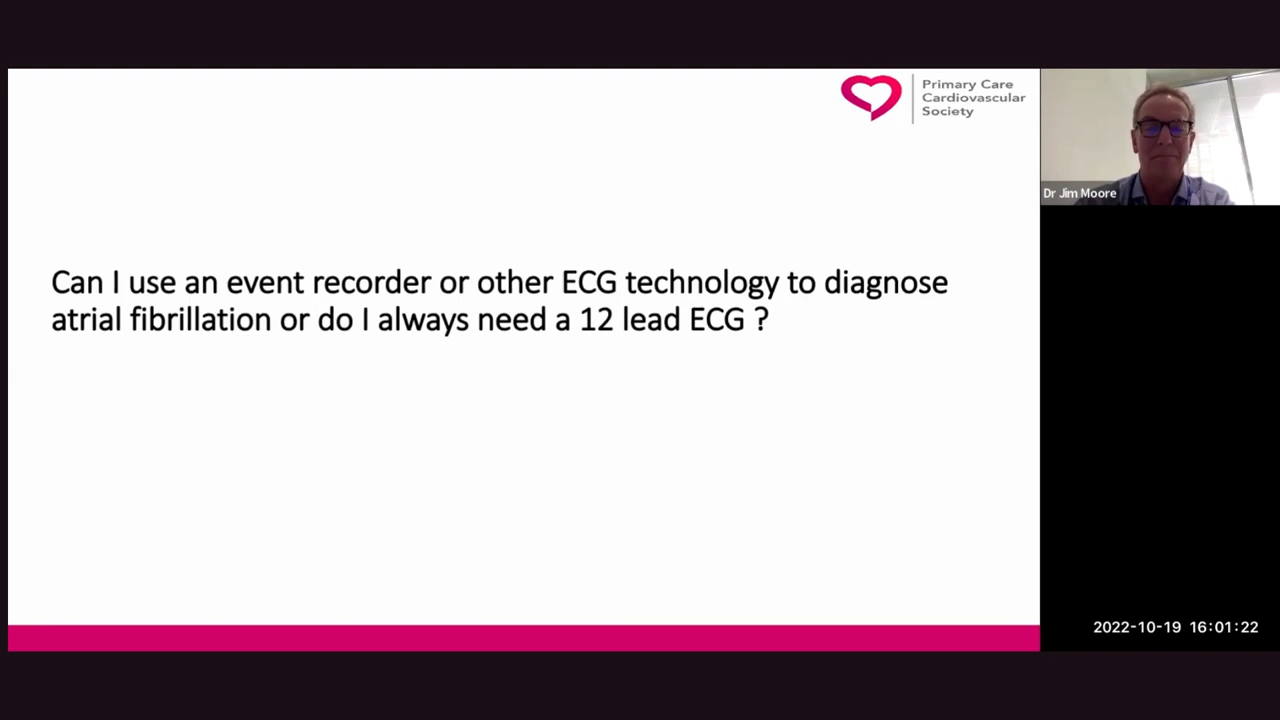 Primary Care
Cardiovascular
Society
Dr Jim Moore
Can I use an event recorder or other ECG technology to diagnose
atrial fibrillation or do I always need a 12 lead ECG ?
2022-10-19 16:01:22